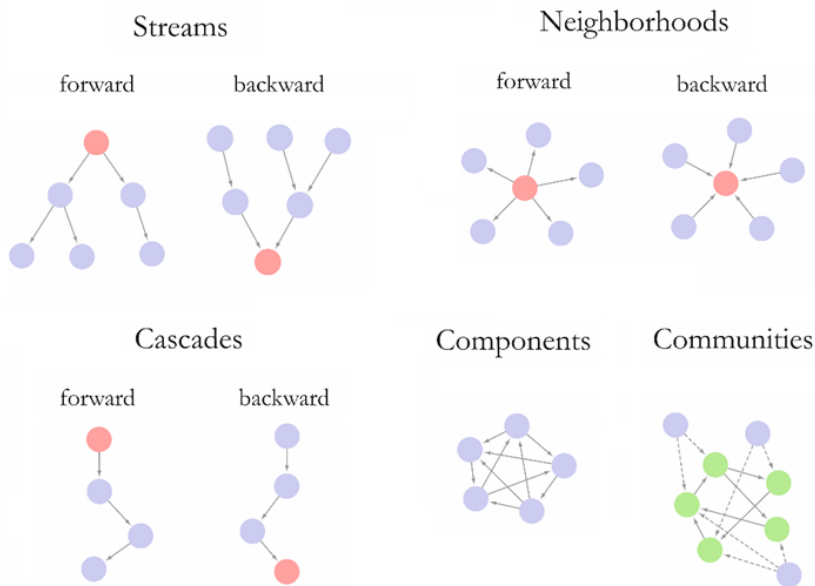 Streams
forward
backward
Neighborhoods
forward
backward
Cascades
forward
backward
Components
Communities